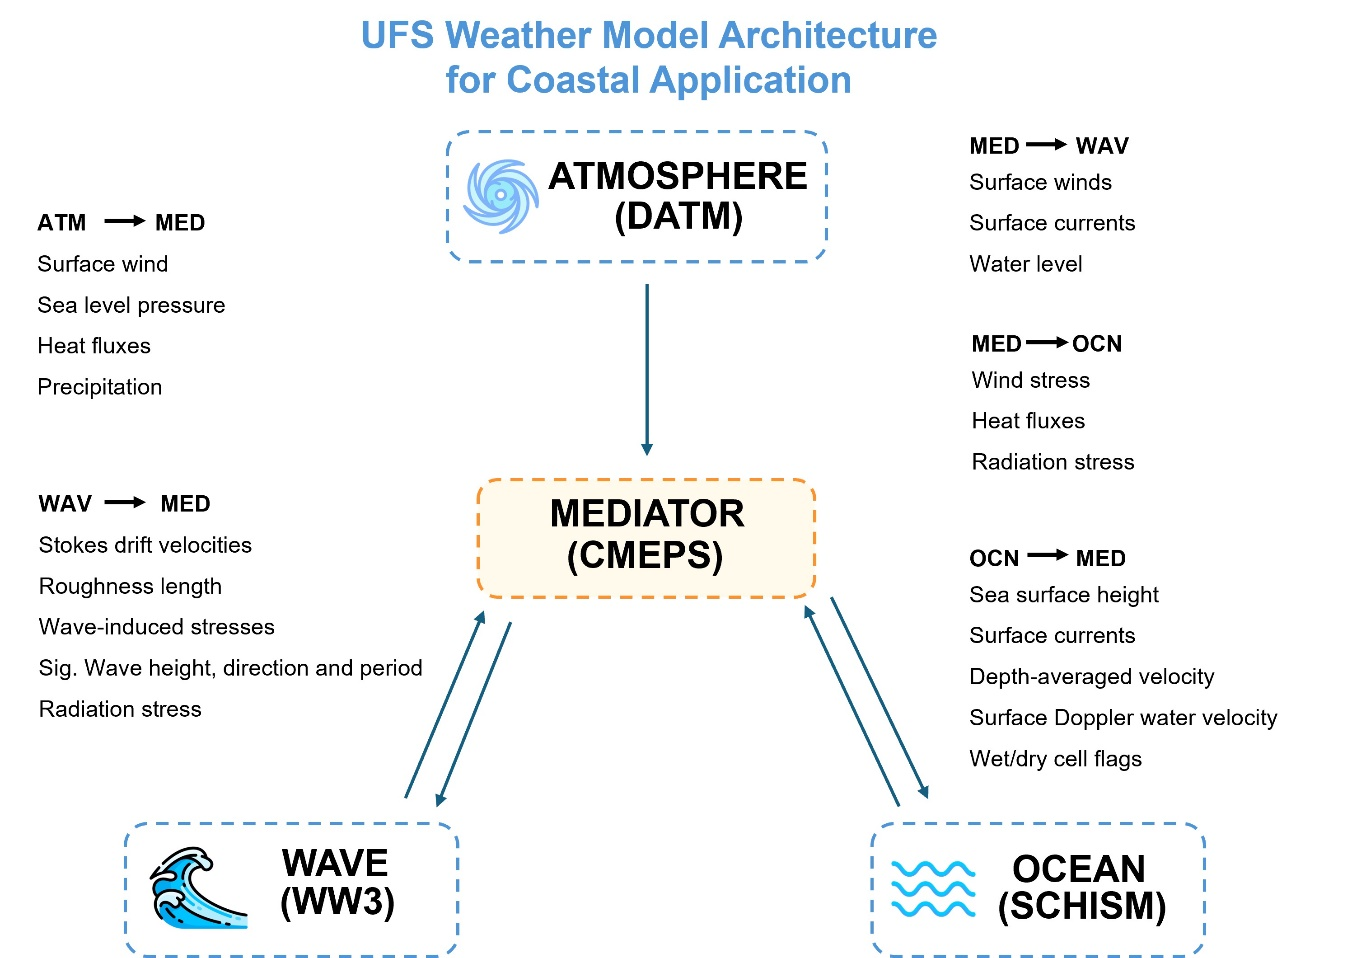 UFS Weather Model Architecture
for Coastal Application
ATMOSPHERE
(DATM)
ATM → MED
Surface wind
Sea level pressure
Heat fluxes
Precipitation
WAV → MED
Stokes drift velocities
Roughness length
Wave-induced stresses
Sig. Wave height, direction and period
Radiation stress
MEDIATOR
(CMEPS)
MED → WAV
Surface winds
Surface currents
Water level
MED → OCN
Wind stress
Heat fluxes
Radiation stress
OCN → MED
Sea surface height
Surface currents
Depth-averaged velocity
Surface Doppler water velocity
Wet/dry cell flags
WAVE
(WW3)
OCEAN
(SCHISM)